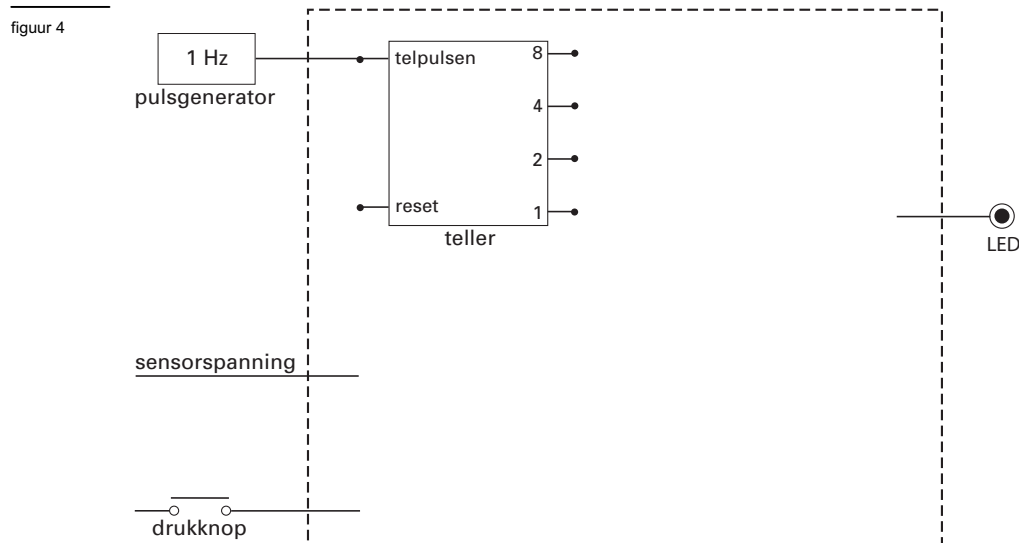 figuur 4
1 Hz
pulsgenerator
telpulsen
8
4
2
reset
1
teller
LED
sensorspanning
drukknop